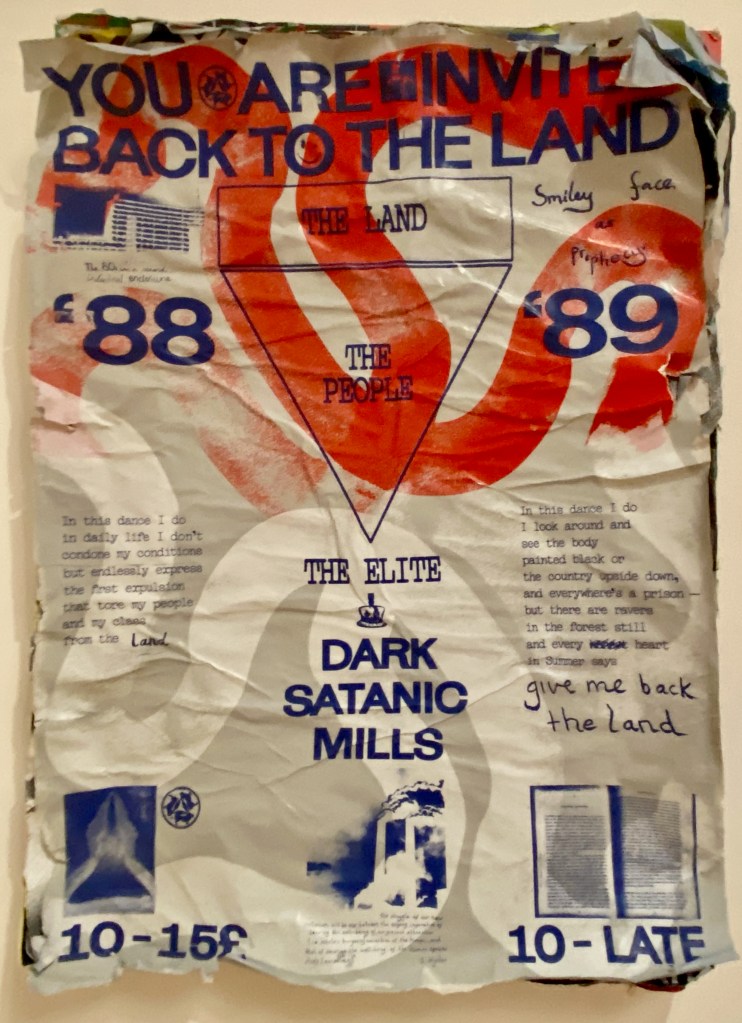 YOU ARE INVITE
BACK TO THE LAND
THE LAND
Smiley face
as
prophecy
'88
'89
THE
PEOPLE
In this dance I do
in daily life I don't
condone my conditions
but endlessly express
the first expulsion
that tore my people
and my class
from the Land
In this dance I do
I look around and
see the body
painted black or
the country upside down,
and everywhere's a prison —
but there are ravers
in the forest still
and every heart
in Summer says
give me back
the land
THE ELITE
DARK
SATANIC
MILLS
10-15£
10-LATE